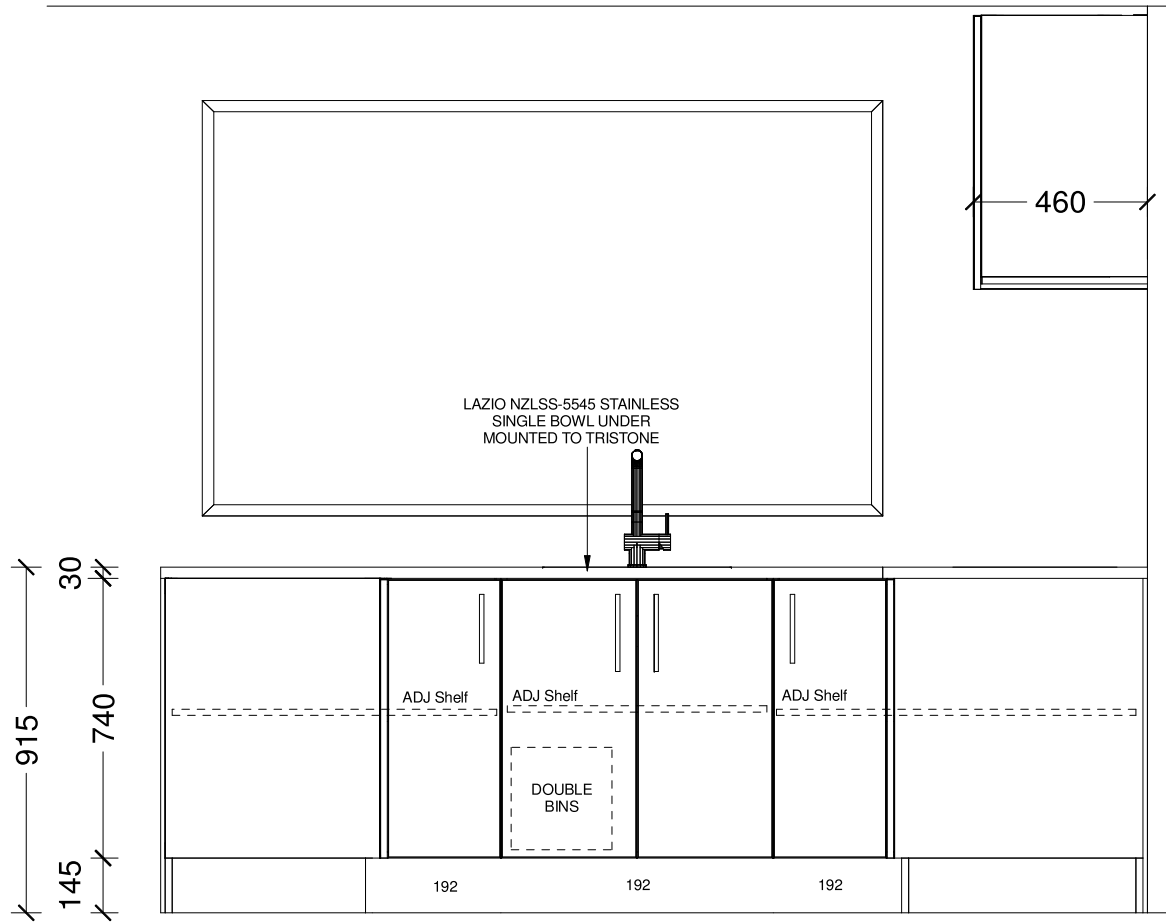 460
LAZIO NZLSS-5545 STAINLESS
SINGLE BOWL UNDER
MOUNTED TO TRISTONE
30
915
740
145
ADJ Shelf
ADJ Shelf
ADJ Shelf
DOUBLE
BINS
192
192
192